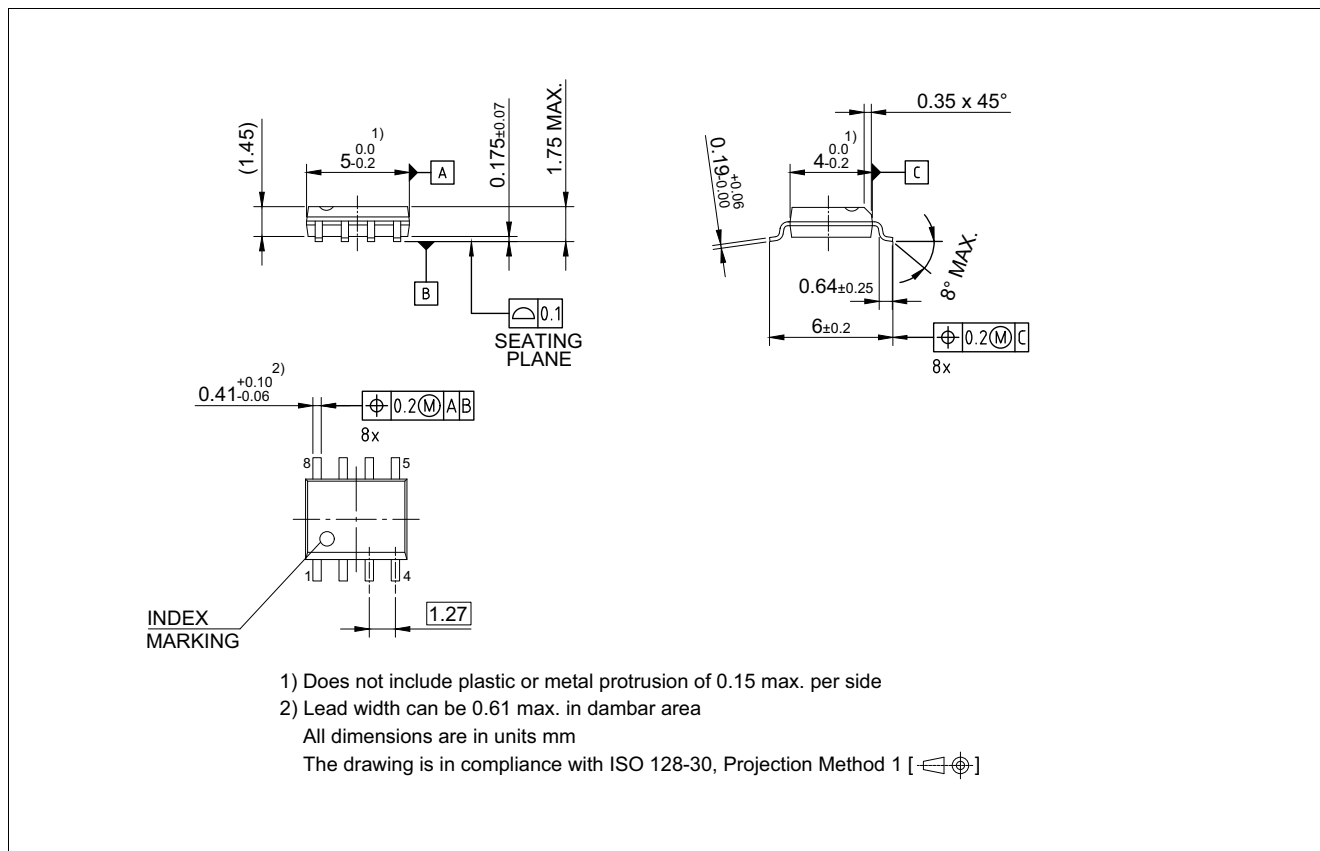 (1.45)
5 0.0 -0.2 1)
A
0.175±0.07
1.75 MAX.
B
0.1
SEATING
PLANE
0.35 x 45°
0.19 +0.06 -0.00
4 0.0 -0.2 1)
C
8° MAX.
0.64±0.25
6±0.2
0.2 Ⓜ C
8x
0.41 +0.10 -0.06 2)
0.2 Ⓜ A B
8x
8
5
1
4
1.27
INDEX
MARKING
1) Does not include plastic or metal protrusion of 0.15 max. per side
2) Lead width can be 0.61 max. in dambar area
All dimensions are in units mm
The drawing is in compliance with ISO 128-30, Projection Method 1 [ ]